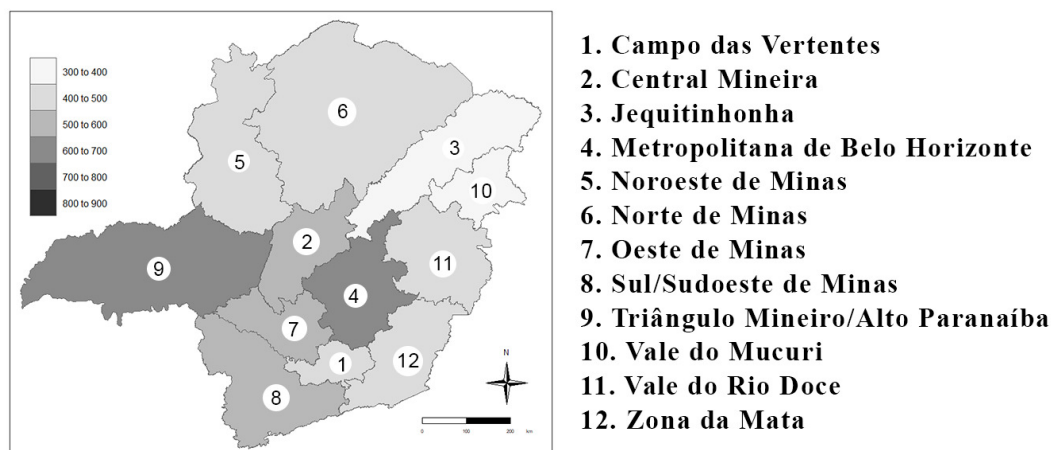 300 to 400
400 to 500
500 to 600
600 to 700
700 to 800
800 to 900
6
3
5
10
2
11
9
4
7
1
12
8
N
0 100 200 km
1. Campo das Vertentes
2. Central Mineira
3. Jequitinhonha
4. Metropolitana de Belo Horizonte
5. Noroeste de Minas
6. Norte de Minas
7. Oeste de Minas
8. Sul/Sudoeste de Minas
9. Triângulo Mineiro/Alto Paranaíba
10. Vale do Mucuri
11. Vale do Rio Doce
12. Zona da Mata